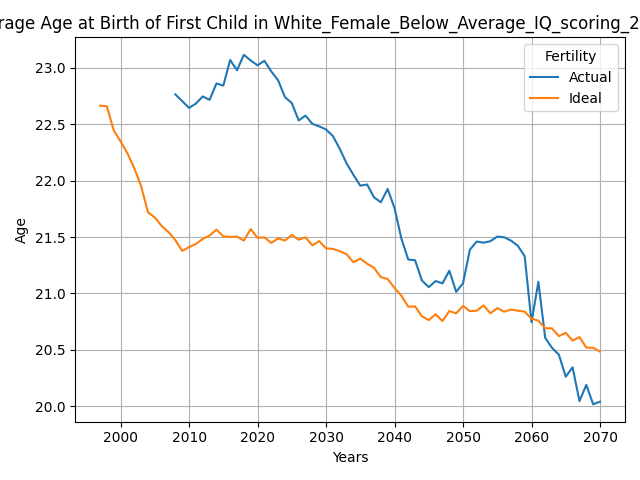 rage Age at Birth of First Child in White_Female_Below_Average_IQ_scoring_2
Fertility
Actual
Ideal
23.0
22.5
22.0
21.5
21.0
20.5
20.0
Age
2000
2010
2020
2030
2040
2050
2060
2070
Years